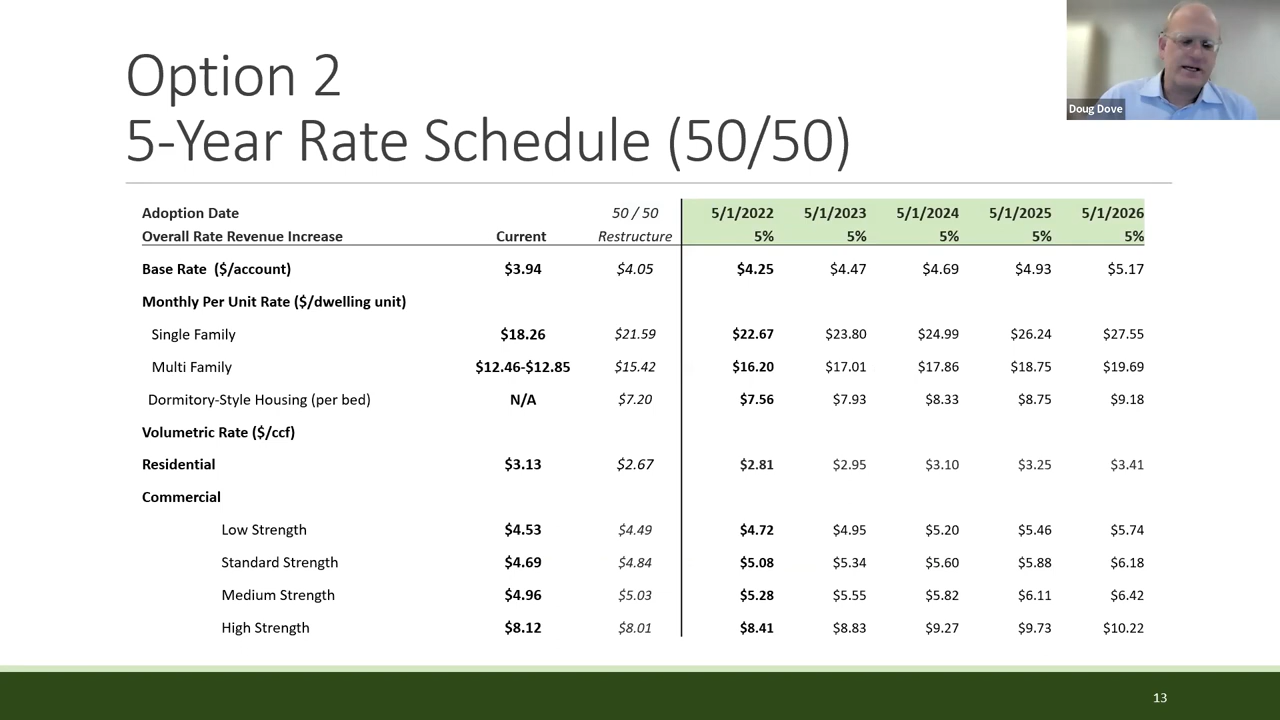 Option 2
5-Year Rate Schedule (50/50)
Doug Dove
Adoption Date 50 / 50 5/1/2022 5/1/2023 5/1/2024 5/1/2025 5/1/2026
Overall Rate Revenue Increase Current Restructure 5% 5% 5% 5% 5%
Base Rate ($/account) $3.94 $4.05 $4.25 $4.47 $4.69 $4.93 $5.17
Monthly Per Unit Rate ($/dwelling unit)
Single Family $18.26 $21.59 $22.67 $23.80 $24.99 $26.24 $27.55
Multi Family $12.46-$12.85 $15.42 $16.20 $17.01 $17.86 $18.75 $19.69
Dormitory-Style Housing (per bed) N/A $7.20 $7.56 $7.93 $8.33 $8.75 $9.18
Volumetric Rate ($/ccf)
Residential $3.13 $2.67 $2.81 $2.95 $3.10 $3.25 $3.41
Commercial
Low Strength $4.53 $4.49 $4.72 $4.95 $5.20 $5.46 $5.74
Standard Strength $4.69 $4.84 $5.08 $5.34 $5.60 $5.88 $6.18
Medium Strength $4.96 $5.03 $5.28 $5.55 $5.82 $6.11 $6.42
High Strength $8.12 $8.01 $8.41 $8.83 $9.27 $9.73 $10.22
13